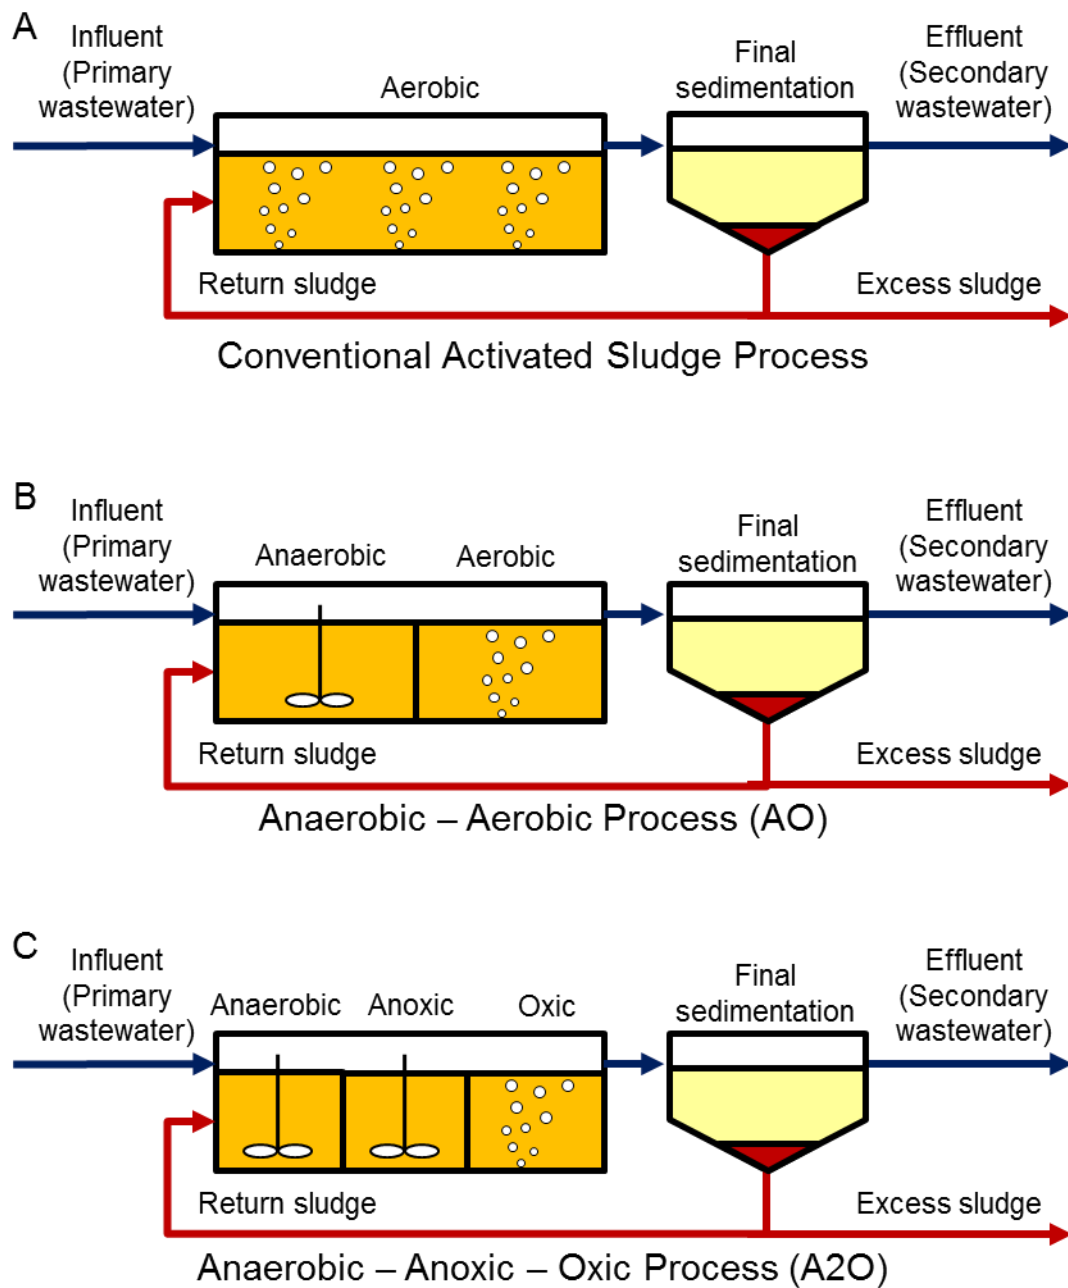 A
Influent
(Primary
wastewater)
Aerobic
Final
sedimentation
Effluent
(Secondary
wastewater)
Return sludge
Excess sludge
Conventional Activated Sludge Process
B
Influent
(Primary
wastewater)
Anaerobic
Aerobic
Final
sedimentation
Effluent
(Secondary
wastewater)
Return sludge
Excess sludge
Anaerobic – Aerobic Process (AO)
C
Influent
(Primary
wastewater)
Anaerobic
Anoxic
Oxic
Final
sedimentation
Effluent
(Secondary
wastewater)
Return sludge
Excess sludge
Anaerobic – Anoxic – Oxic Process (A2O)